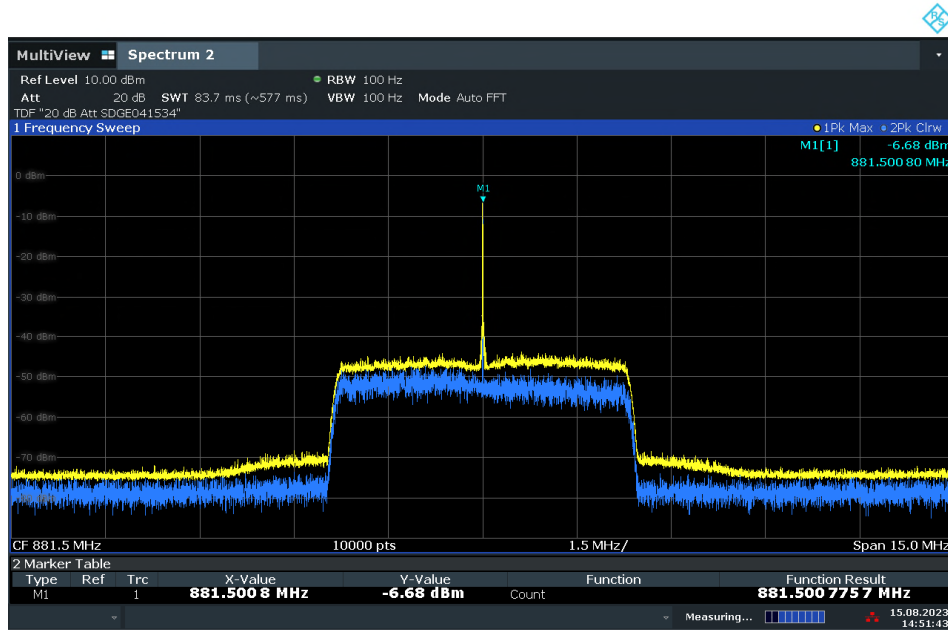 R S
MultiView Spectrum 2
Ref Level 10.00 dBm RBW 100 Hz
Att 20 dB SWT 83.7 ms (~577 ms) VBW 100 Hz Mode Auto FFT
TDF "20 dB Att SDGE041534"
1 Frequency Sweep 1Pk Max 2Pk Clrw
M1[1] -6.68 dBm
881.500 80 MHz
0 dBm
M1
-10 dBm
-20 dBm
-30 dBm
-40 dBm
-50 dBm
-60 dBm
-70 dBm
CF 881.5 MHz 10000 pts 1.5 MHz/ Span 15.0 MHz
2 Marker Table
Type Ref Trc X-Value Y-Value Function Function Result
M1 1 881.500 8 MHz -6.68 dBm Count 881.500 775 7 MHz
Measuring... 15.08.2023
14:51:43